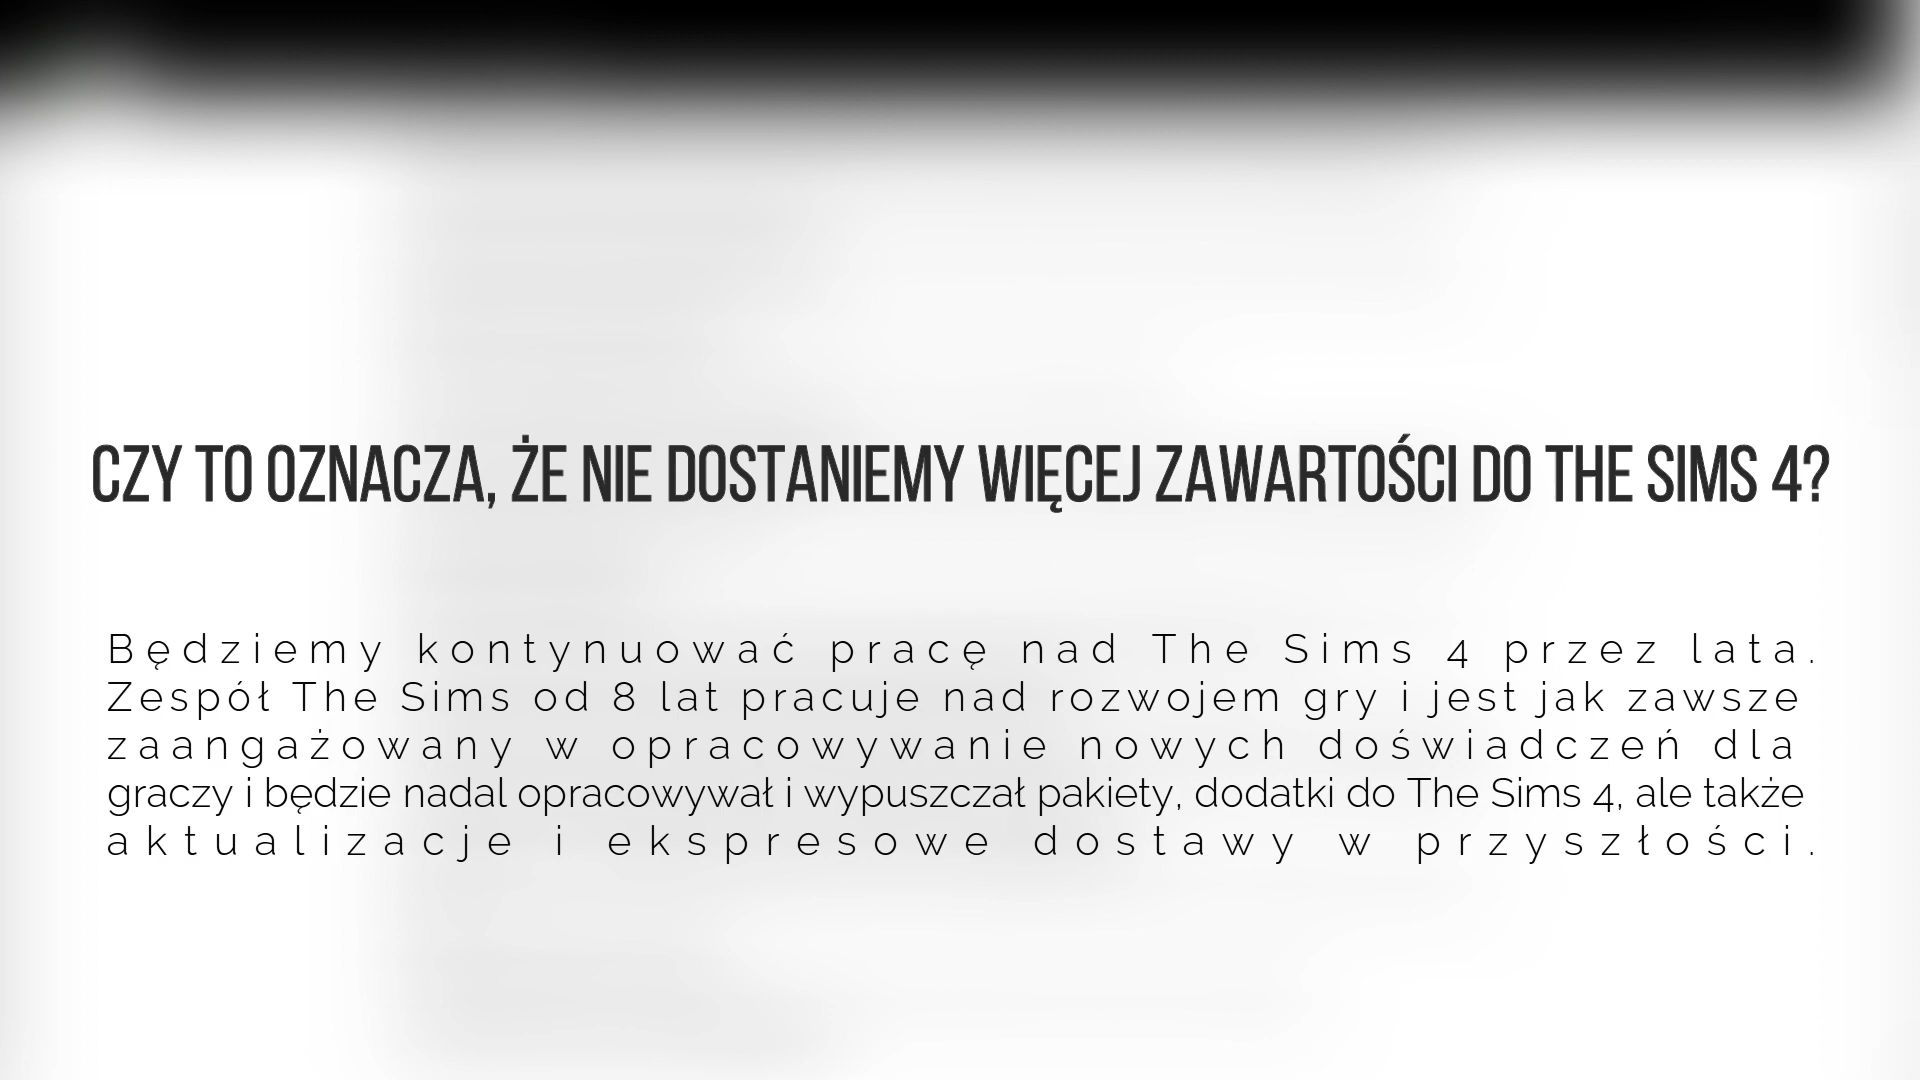 CZY TO OZNACZA, ŻE NIE DOSTANIEMY WIĘCEJ ZAWARTOŚCI DO THE SIMS 4?
Będziemy kontynuować pracę nad The Sims 4 przez lata.
Zespół The Sims od 8 lat pracuje nad rozwojem gry i jest jak zawsze
zaangażowany w opracowywanie nowych doświadczeń dla
graczy i będzie nadal opracowywał i wypuszczał pakiety, dodatki do The Sims 4, ale także
aktualizacje i ekspresowe dostawy w przyszłości.